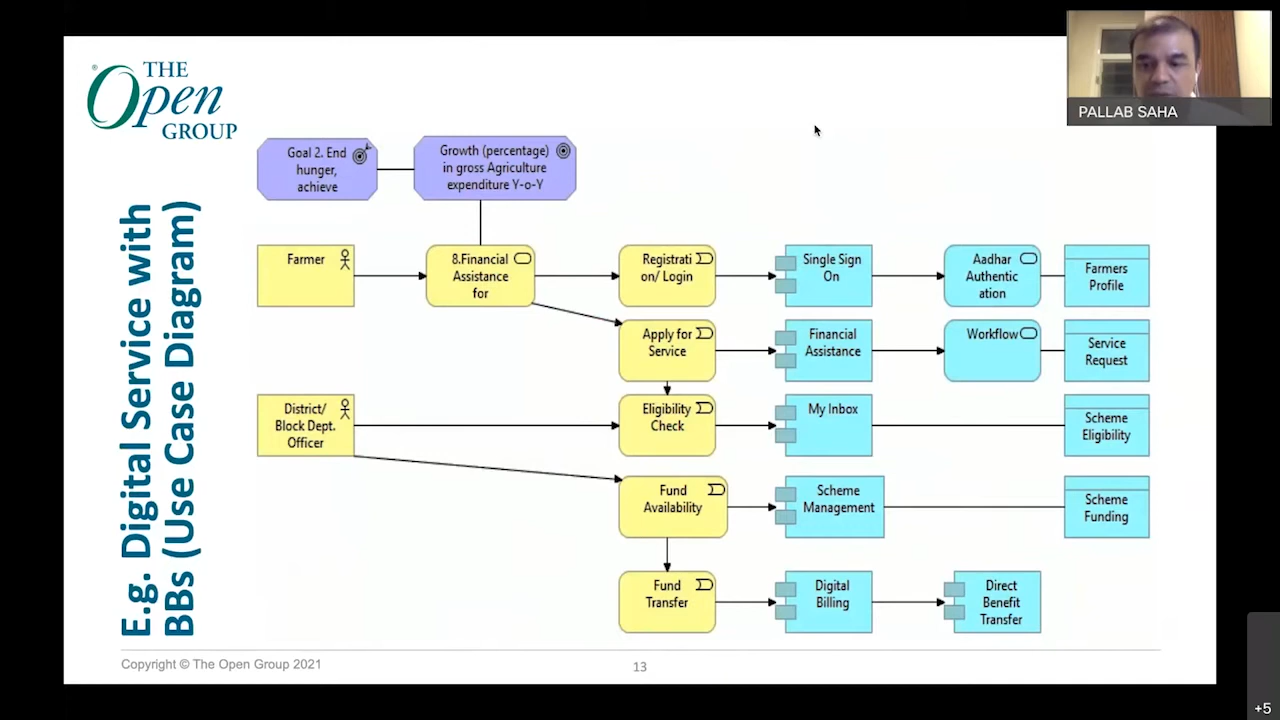 THE
Open
GROUP
PALLAB SAHA
E.g. Digital Service with
BBs (Use Case Diagram)
Goal 2. End
hunger,
achieve
Growth (percentage)
in gross Agriculture
expenditure Y-o-Y
Farmer
8.Financial
Assistance
for
Registrati
on/ Login
Single Sign
On
Aadhar
Authentic
ation
Farmers
Profile
Apply for
Service
Financial
Assistance
Workflow
Service
Request
District/
Block Dept.
Officer
Eligibility
Check
My Inbox
Scheme
Eligibility
Fund
Availability
Scheme
Management
Scheme
Funding
Fund
Transfer
Digital
Billing
Direct
Benefit
Transfer
Copyright © The Open Group 2021
13
+5